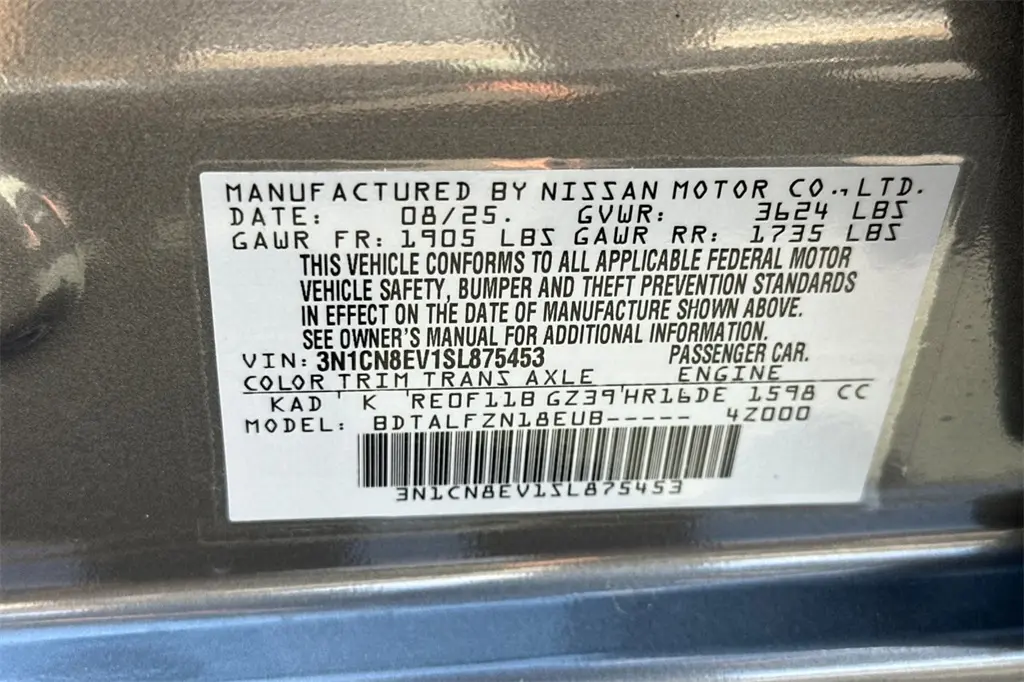 MANUFACTURED BY NISSAN MOTOR CO., LTD.
DATE: 08/25. GVWR: 3624 LBS
GAWR FR: 1905 LBS GAWR RR: 1735 LBS
THIS VEHICLE CONFORMS TO ALL APPLICABLE FEDERAL MOTOR
VEHICLE SAFETY, BUMPER AND THEFT PREVENTION STANDARDS
IN EFFECT ON THE DATE OF MANUFACTURE SHOWN ABOVE.
SEE OWNER'S MANUAL FOR ADDITIONAL INFORMATION.
VIN: 3N1CN8EV1SL875453 PASSENGER CAR.
COLOR TRIM TRANS AXLE ENGINE
KAD ' K 'RE0F11B GZ39'HR16DE 1598 CC
MODEL: BDTALFZN18EUB----- 4Z000
3N1CN8EV1SL875453